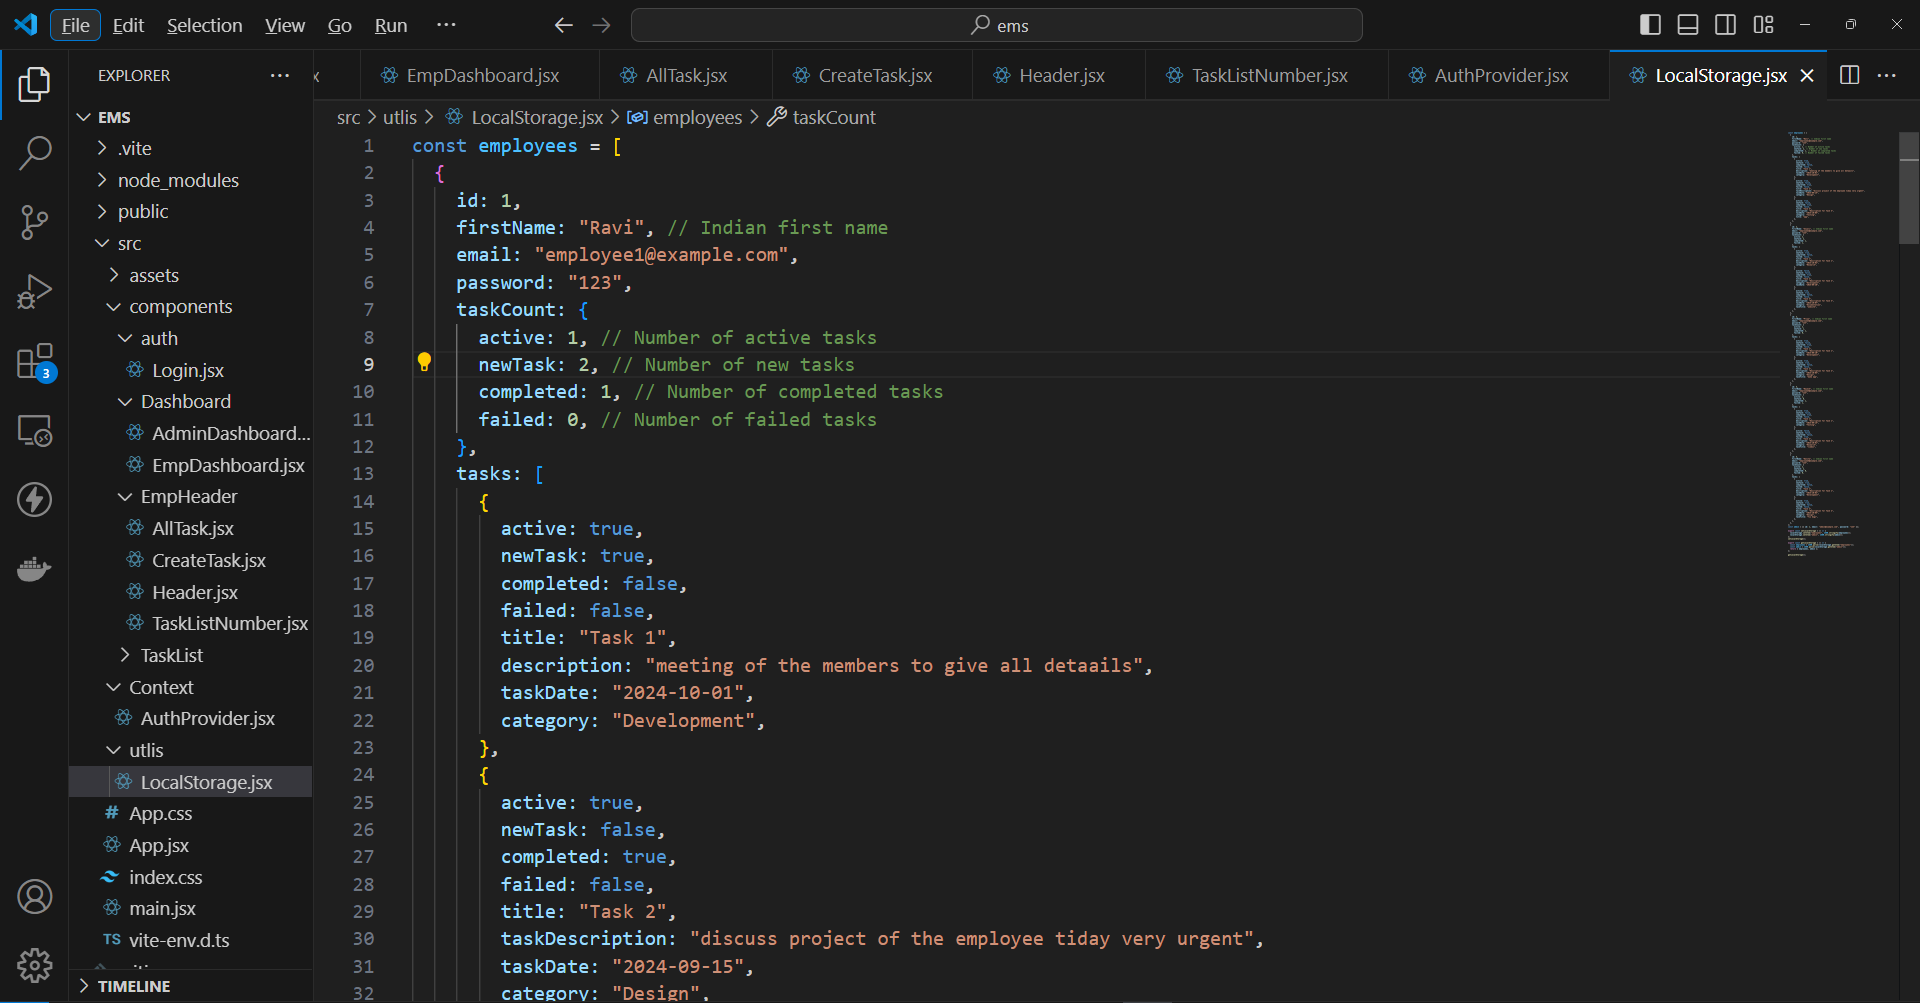 File Edit Selection View Go Run ··· ems
EXPLORER ···
EMS
.vite
node_modules
public
src
assets
components
auth
Login.jsx
Dashboard
AdminDashboard...
EmpDashboard.jsx
EmpHeader
AllTask.jsx
CreateTask.jsx
Header.jsx
TaskListNumber.jsx
TaskList
Context
AuthProvider.jsx
utlis
LocalStorage.jsx
# App.css
App.jsx
index.css
main.jsx
TS vite-env.d.ts
TIMELINE
3
EmpDashboard.jsx AllTask.jsx CreateTask.jsx Header.jsx TaskListNumber.jsx AuthProvider.jsx LocalStorage.jsx ···
src > utlis > LocalStorage.jsx > employees > taskCount
1 const employees = [
2 {
3 id: 1,
4 firstName: "Ravi", // Indian first name
5 email: "employee1@example.com",
6 password: "123",
7 taskCount: {
8 active: 1, // Number of active tasks
9 newTask: 2, // Number of new tasks
10 completed: 1, // Number of completed tasks
11 failed: 0, // Number of failed tasks
12 },
13 tasks: [
14 {
15 active: true,
16 newTask: true,
17 completed: false,
18 failed: false,
19 title: "Task 1",
20 description: "meeting of the members to give all detaails",
21 taskDate: "2024-10-01",
22 category: "Development",
23 },
24 {
25 active: true,
26 newTask: false,
27 completed: true,
28 failed: false,
29 title: "Task 2",
30 taskDescription: "discuss project of the employee tiday very urgent",
31 taskDate: "2024-09-15",
32 category: "Design",